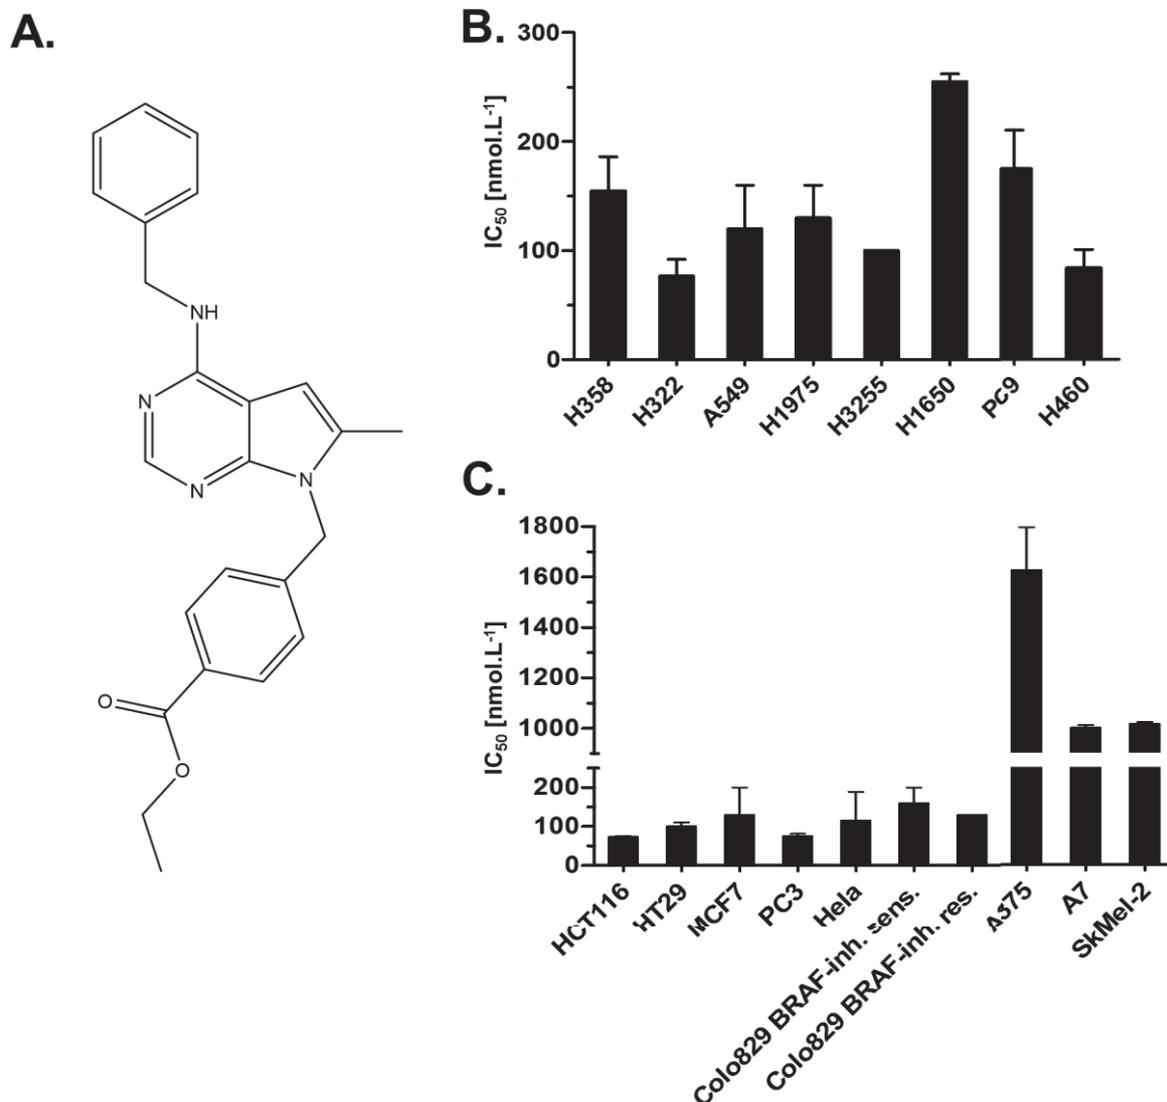 A.
NH
N
N
N
O
O
B.
IC50 [nmol.L-1]
300
200
100
0
H358
H322
A549
H1975
H3255
H1650
PC9
H460
C.
IC50 [nmol.L-1]
1800
1600
1400
1200
1000
200
100
0
HCT116
HT29
MCF7
PC3
Hela
Colo829 BRAF-inh. sens.
Colo829 BRAF-inh. res.
A375
A7
SkMel-2